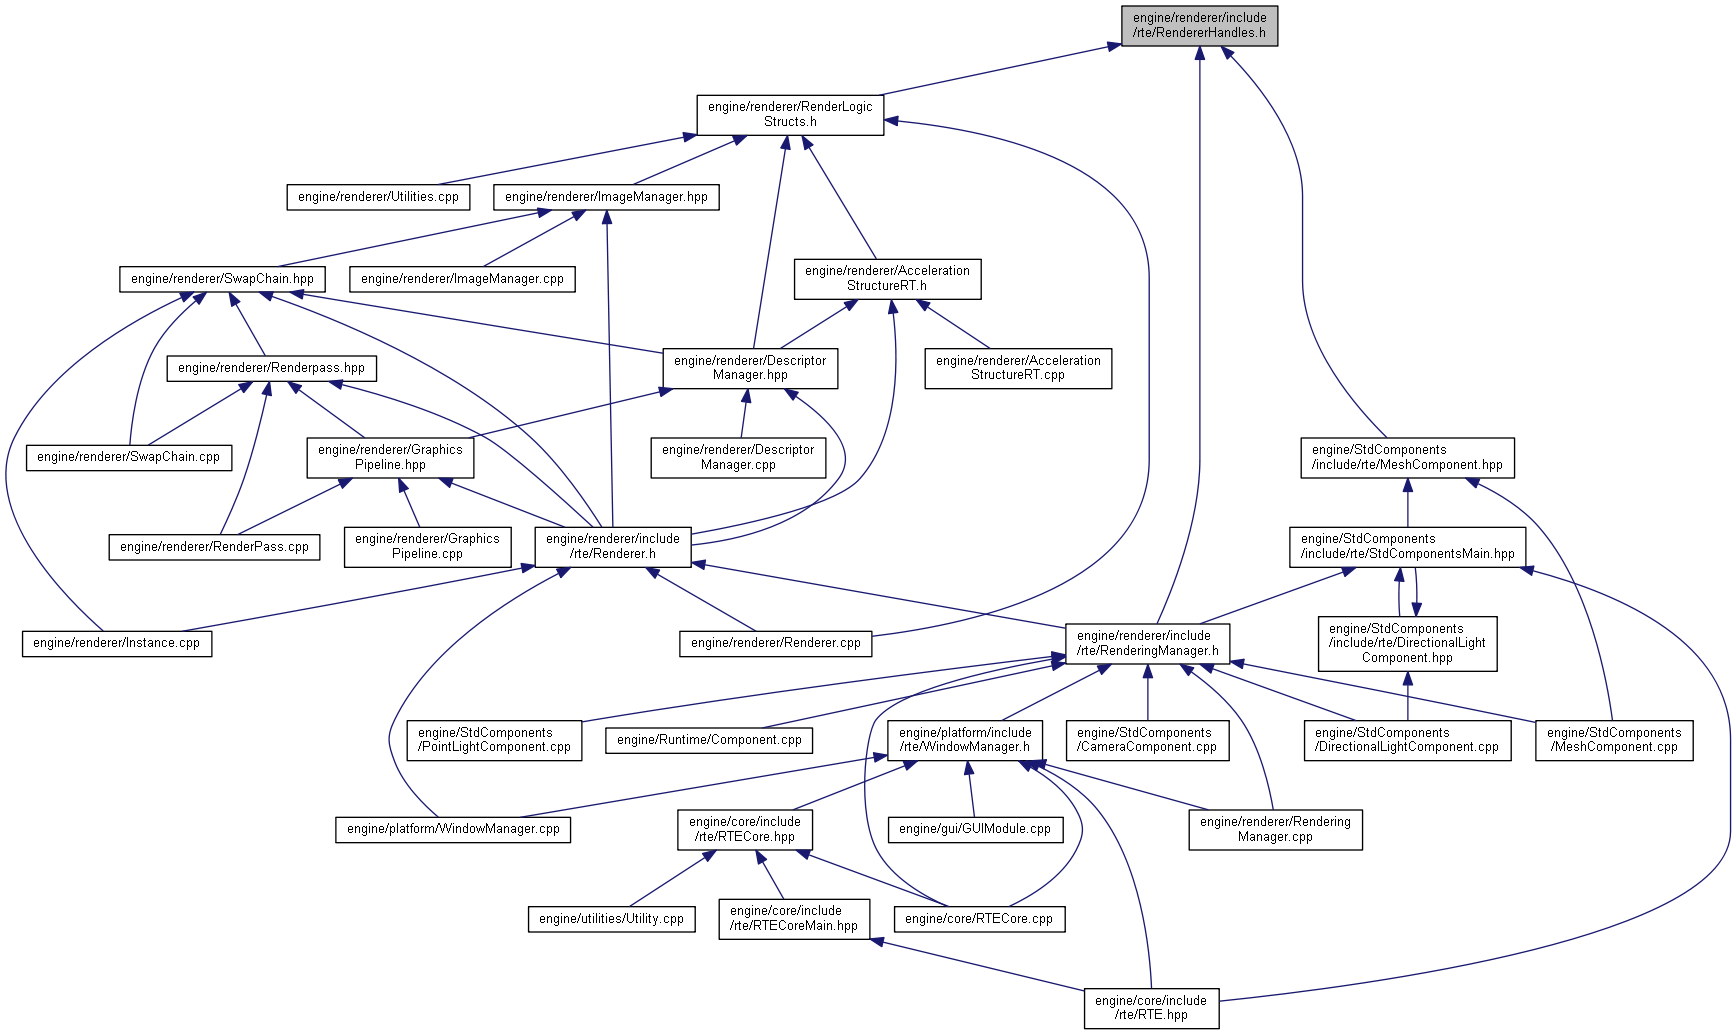 engine/renderer/include
/rte/RendererHandles.h
engine/renderer/RenderLogic
Structs.h
engine/renderer/Utilities.cpp
engine/renderer/ImageManager.hpp
engine/renderer/SwapChain.hpp
engine/renderer/ImageManager.cpp
engine/renderer/Acceleration
StructureRT.h
engine/renderer/Renderpass.hpp
engine/renderer/Descriptor
Manager.hpp
engine/renderer/Acceleration
StructureRT.cpp
engine/renderer/SwapChain.cpp
engine/renderer/Graphics
Pipeline.hpp
engine/renderer/Descriptor
Manager.cpp
engine/StdComponents
/include/rte/MeshComponent.hpp
engine/renderer/RenderPass.cpp
engine/renderer/Graphics
Pipeline.cpp
engine/renderer/include
/rte/Renderer.h
engine/StdComponents
/include/rte/StdComponentsMain.hpp
engine/renderer/Instance.cpp
engine/renderer/Renderer.cpp
engine/renderer/include
/rte/RenderingManager.h
engine/StdComponents
/include/rte/DirectionalLight
Component.hpp
engine/StdComponents
/PointLightComponent.cpp
engine/Runtime/Component.cpp
engine/platform/include
/rte/WindowManager.h
engine/StdComponents
/CameraComponent.cpp
engine/StdComponents
/DirectionalLightComponent.cpp
engine/StdComponents
/MeshComponent.cpp
engine/platform/WindowManager.cpp
engine/core/include
/rte/RTECore.hpp
engine/gui/GUIModule.cpp
engine/renderer/Rendering
Manager.cpp
engine/utilities/Utility.cpp
engine/core/include
/rte/RTECoreMain.hpp
engine/core/RTECore.cpp
engine/core/include
/rte/RTE.hpp